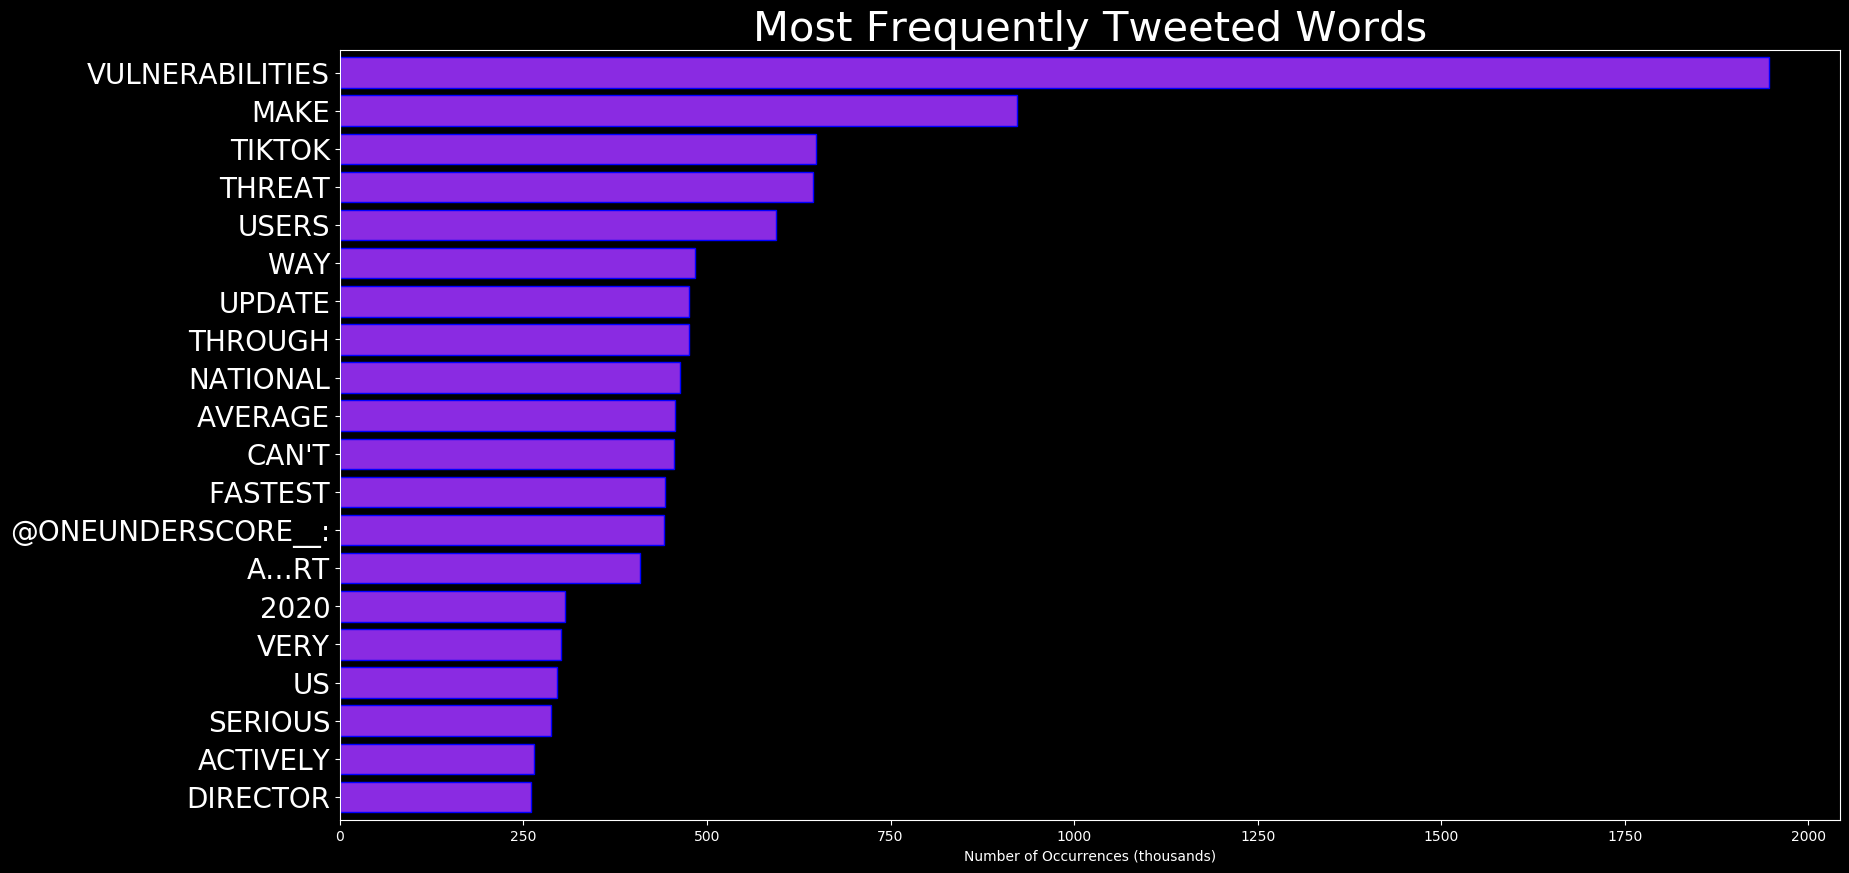 Most Frequently Tweeted Words
VULNERABILITIES
MAKE
TIKTOK
THREAT
USERS
WAY
UPDATE
THROUGH
NATIONAL
AVERAGE
CAN'T
FASTEST
@ONEUNDERSCORE__:
A...RT
2020
VERY
US
SERIOUS
ACTIVELY
DIRECTOR
0 250 500 750 1000 1250 1500 1750 2000
Number of Occurrences (thousands)